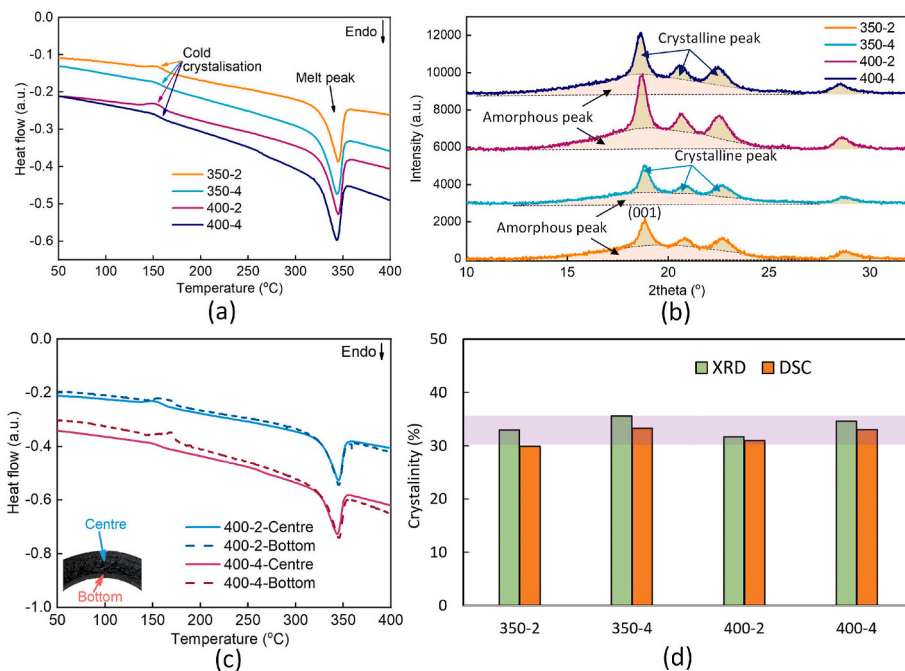 0.0
-0.1
-0.2
-0.3
-0.4
-0.5
-0.6
Heat flow (a.u.)
Endo
Cold
crystalisation
Melt peak
350-2
350-4
400-2
400-4
50
100
150
200
250
300
350
400
Temperature (°C)
(a)
12000
10000
8000
6000
4000
2000
0
Intensity (a.u.)
Crystalline peak
350-2
350-4
400-2
400-4
Amorphous peak
Crystalline peak
(001)
Amorphous peak
10
15
20
25
30
2theta (°)
(b)
0.0
-0.2
-0.4
-0.6
-0.8
-1.0
Heat flow (a.u.)
Endo
Centre
Bottom
400-2-Centre
400-2-Bottom
400-4-Centre
400-4-Bottom
50
100
150
200
250
300
350
400
Temperature (°C)
(c)
50
40
30
20
10
0
Crystalinity (%)
XRD
DSC
350-2
350-4
400-2
400-4
(d)